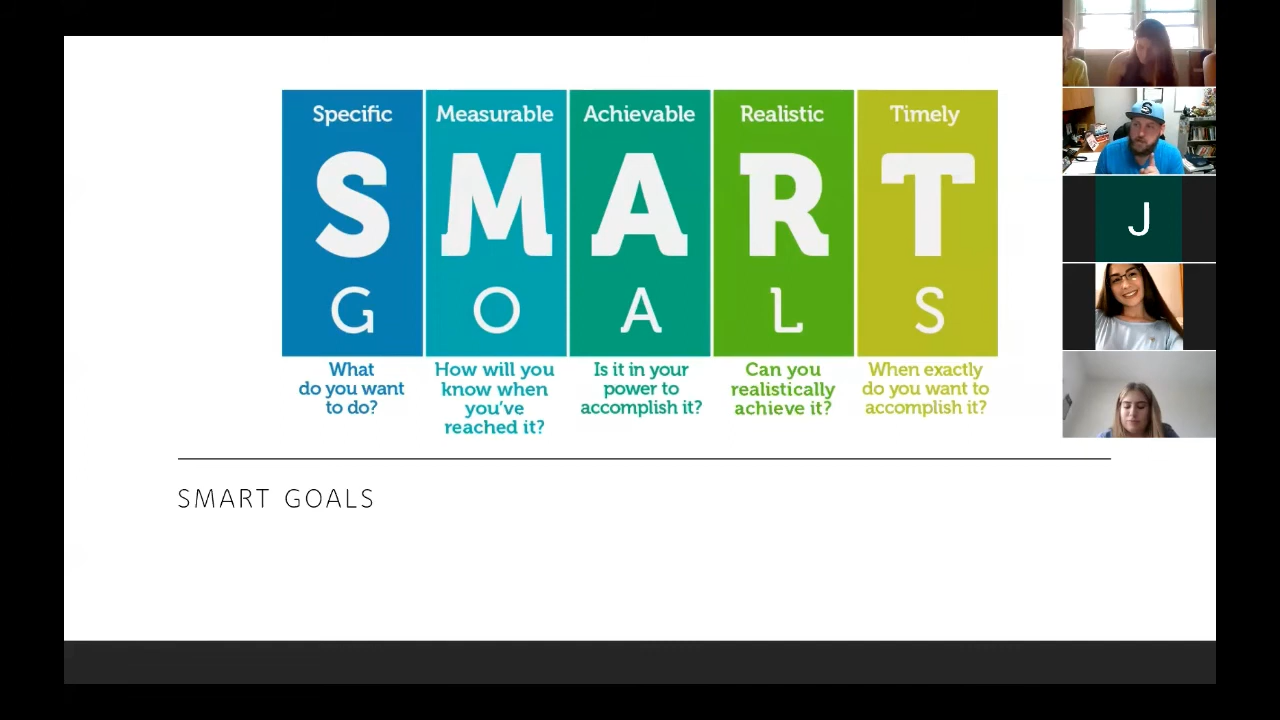 Specific Measurable Achievable Realistic Timely
S M A R T
G O A L S
What
do you want
to do?
How will you
know when
you've
reached it?
Is it in your
power to
accomplish it?
Can you
realistically
achieve it?
When exactly
do you want to
accomplish it?
SMART GOALS
J
S